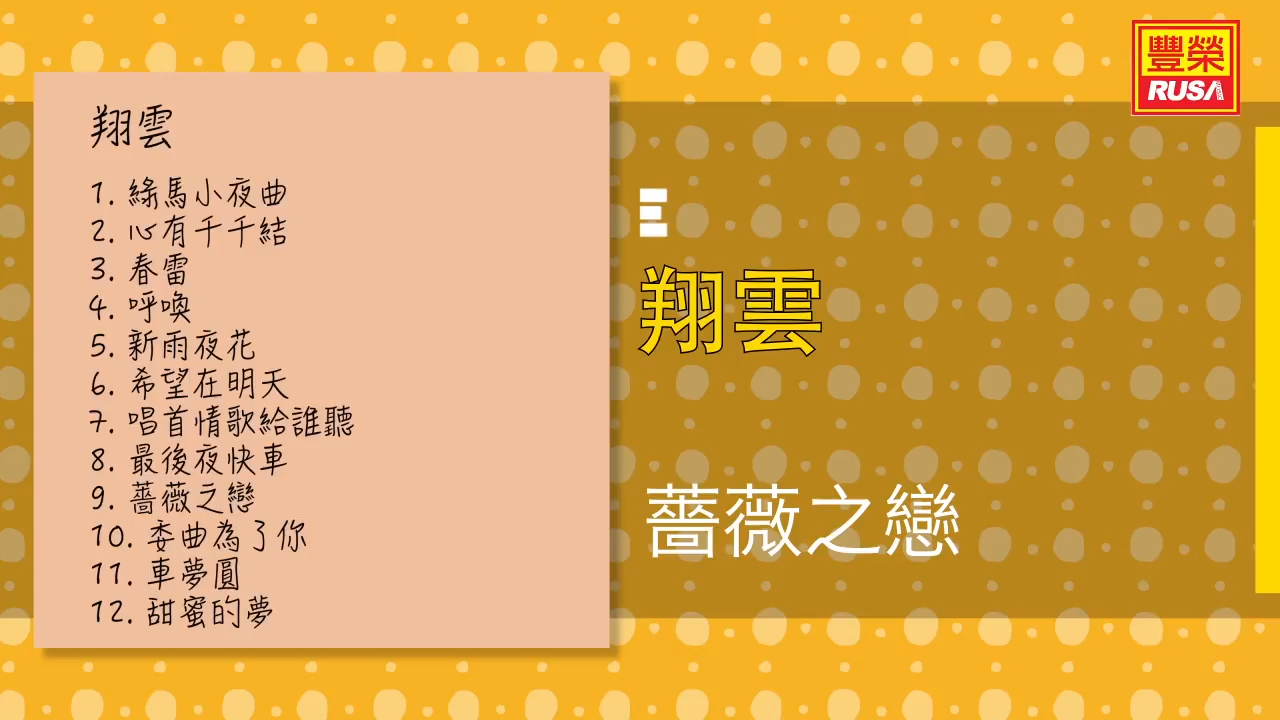 翔雲
1. 綠馬小夜曲
2. 心有千千結
3. 春雷
4. 呼喚
5. 新雨夜花
6. 希望在明天
7. 唱首情歌給誰聽
8. 最後夜快車
9. 薔薇之戀
10. 委曲為了你
11. 車夢圓
12. 甜蜜的夢
豐榮
RUSA
翔雲
薔薇之戀